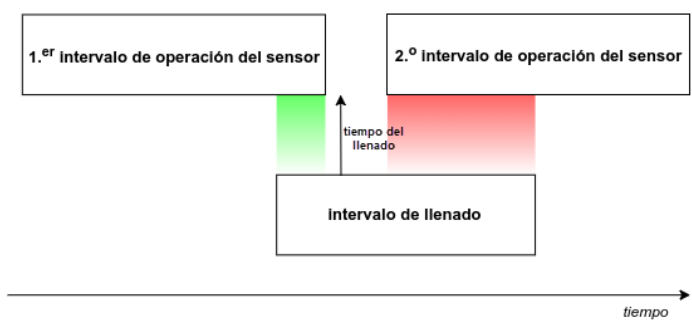 1.er intervalo de operación del sensor
2.o intervalo de operación del sensor
tiempo del
llenado
intervalo de llenado
tiempo